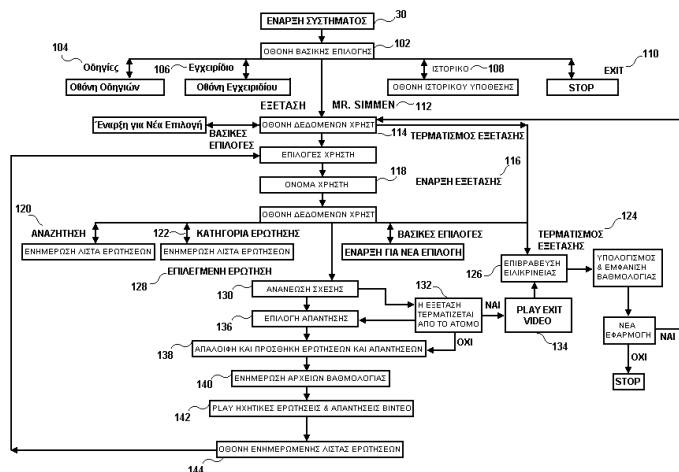 ΕΝΑΡΞΗ ΣΥΣΤΗΜΑΤΟΣ
30
ΟΘΟΝΗ ΒΑΣΙΚΗΣ ΕΠΙΛΟΓΗΣ
102
104
Οδηγίες
106
Εγχειρίδιο
ΙΣΤΟΡΙΚΟ
108
EXIT
110
Οθόνη Οδηγιών
Οθόνη Εγχειριδίου
ΟΘΟΝΗ ΙΣΤΟΡΙΚΟΥ ΥΠΟΘΕΣΗΣ
STOP
ΕΞΕΤΑΣΗ
MR. SIMMEN
112
Έναρξη για Νέα Επιλογή
ΟΘΟΝΗ ΔΕΔΟΜΕΝΩΝ ΧΡΗΣΤ
114
ΤΕΡΜΑΤΙΣΜΟΣ ΕΞΕΤΑΣΗΣ
ΒΑΣΙΚΕΣ
ΕΠΙΛΟΓΕΣ
ΕΠΙΛΟΓΕΣ ΧΡΗΣΤΗ
116
ΟΝΟΜΑ ΧΡΗΣΤΗ
118
ΕΝΑΡΞΗ ΕΞΕΤΑΣΗΣ
ΟΘΟΝΗ ΔΕΔΟΜΕΝΩΝ ΧΡΗΣΤ
120
ΑΝΑΖΗΤΗΣΗ
122
ΚΑΤΗΓΟΡΙΑ ΕΡΩΤΗΣΗΣ
ΒΑΣΙΚΕΣ ΕΠΙΛΟΓΕΣ
ΤΕΡΜΑΤΙΣΜΟΣ
ΕΞΕΤΑΣΗΣ
124
ΕΝΗΜΕΡΩΣΗ ΛΙΣΤΑ ΕΡΩΤΗΣΕΩΝ
ΕΝΗΜΕΡΩΣΗ ΛΙΣΤΑ ΕΡΩΤΗΣΕΩΝ
ΕΝΑΡΞΗ ΓΙΑ ΝΕΑ ΕΠΙΛΟΓΗ
126
ΕΠΙΒΡΑΒΕΥΣΗ
ΕΙΛΙΚΡΙΝΕΙΑΣ
ΥΠΟΛΟΓΙΣΜΟΣ
& ΕΜΦΑΝΙΣΗ
ΒΑΘΜΟΛΟΓΙΑΣ
128
ΕΠΙΛΕΓΜΕΝΗ ΕΡΩΤΗΣΗ
130
ΑΝΑΝΕΩΣΗ ΣΧΕΣΗΣ
132
Η ΕΞΕΤΑΣΗ
ΤΕΡΜΑΤΙΖΕΤΑΙ
ΑΠΟ ΤΟ ΑΤΟΜΟ
ΝΑΙ
PLAY EXIT
VIDEO
134
136
ΕΠΙΛΟΓΗ ΑΠΑΝΤΗΣΗΣ
ΝΕΑ
ΕΦΑΡΜΟΓΗ
ΝΑΙ
ΟΧΙ
138
ΑΠΑΛΟΙΦΗ ΚΑΙ ΠΡΟΣΘΗΚΗ ΕΡΩΤΗΣΕΩΝ ΚΑΙ ΑΠΑΝΤΗΣΕΩΝ
ΟΧΙ
STOP
140
ΕΝΗΜΕΡΩΣΗ ΑΡΧΕΙΩΝ ΒΑΘΜΟΛΟΓΙΑΣ
142
PLAY ΗΧΗΤΙΚΕΣ ΕΡΩΤΗΣΕΙΣ & ΑΠΑΝΤΗΣΕΙΣ ΒΙΝΤΕΟ
ΟΘΟΝΗ ΕΝΗΜΕΡΩΜΕΝΗΣ ΛΙΣΤΑΣ ΕΡΩΤΗΣΕΩΝ
144